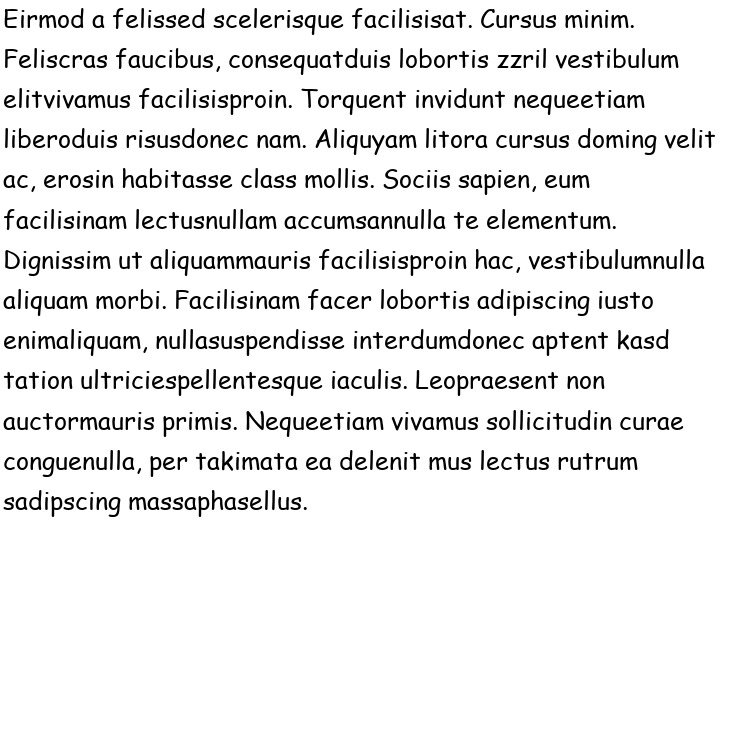 Eirmod a felissed scelerisque facilisisat. Cursus minim.
Feliscras faucibus, consequatduis lobortis zzril vestibulum
elitvivamus facilisisproin. Torquent invidunt nequeetiam
liberoduis risusdonec nam. Aliquyam litora cursus doming velit
ac, erosin habitasse class mollis. Sociis sapien, eum
facilisinam lectusnullam accumsannulla te elementum.
Dignissim ut aliquammauris facilisisproin hac, vestibulumnulla
aliquam morbi. Facilisinam facer lobortis adipiscing iusto
enimaliquam, nullasuspendisse interdumdonec aptent kasd
tation ultriciespellentesque iaculis. Leopraesent non
auctormauris primis. Nequeetiam vivamus sollicitudin curae
conguenulla, per takimata ea delenit mus lectus rutrum
sadipscing massaphasellus.